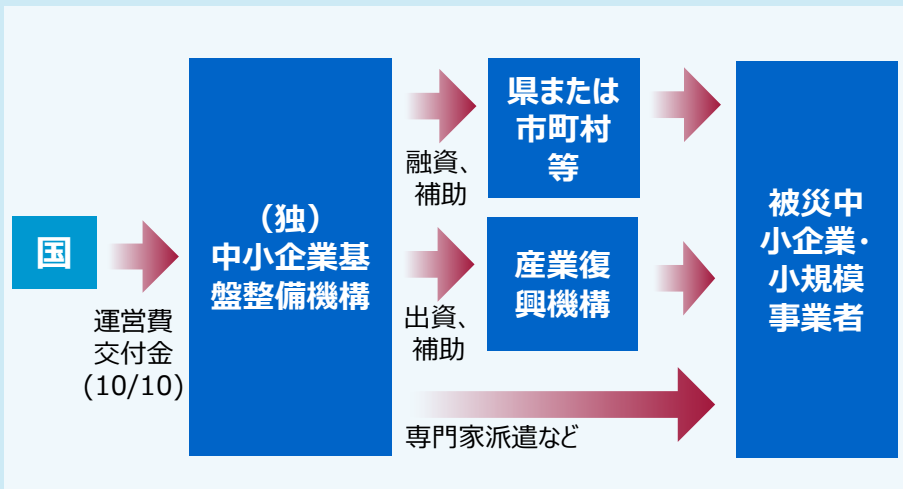 国
運営費
交付金
(10/10)
（独）
中小企業基
盤整備機構
融資、
補助
県または
市町村
等
出資、
補助
産業復
興機構
専門家派遣など
被災中
小企業・
小規模
事業者